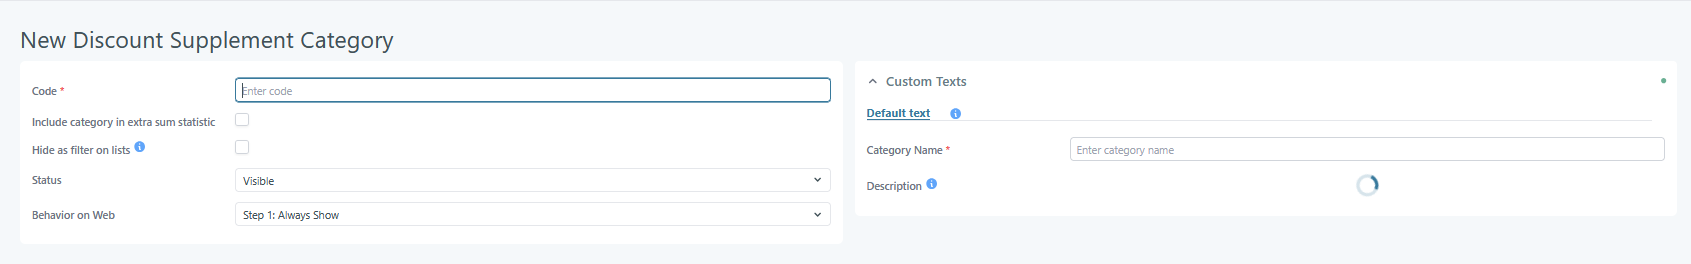 New Discount Supplement Category
Code *
Enter code
Include category in extra sum statistic
Hide as filter on lists
Status
Visible
Behavior on Web
Step 1: Always Show
Custom Texts
Default text
Category Name *
Enter category name
Description